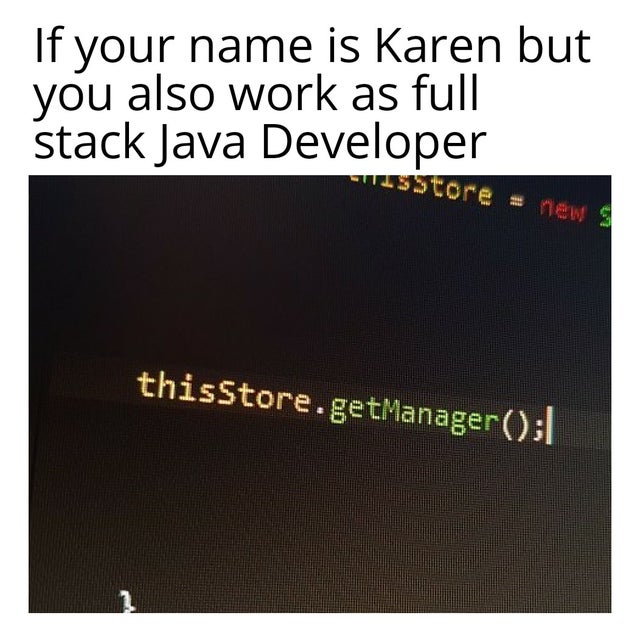 If your name is Karen but
you also work as full
stack Java Developer
thisStore = new S
thisStore.getManager();
}